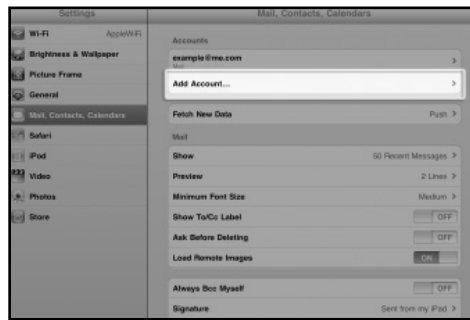 Settings
Mail, Contacts, Calendars
Wi-Fi AppleWiFi
Brightness & Wallpaper
Picture Frame
General
Mail, Contacts, Calendars
Safari
iPod
Video
Photos
Store
Accounts
example@me.com
Mail
Add Account...
Fetch New Data Push
Mail
Show 50 Recent Messages
Preview 2 Lines
Minimum Font Size Medium
Show To/Cc Label OFF
Ask Before Deleting OFF
Load Remote Images ON
Always Bcc Myself OFF
Signature Sent from my iPad